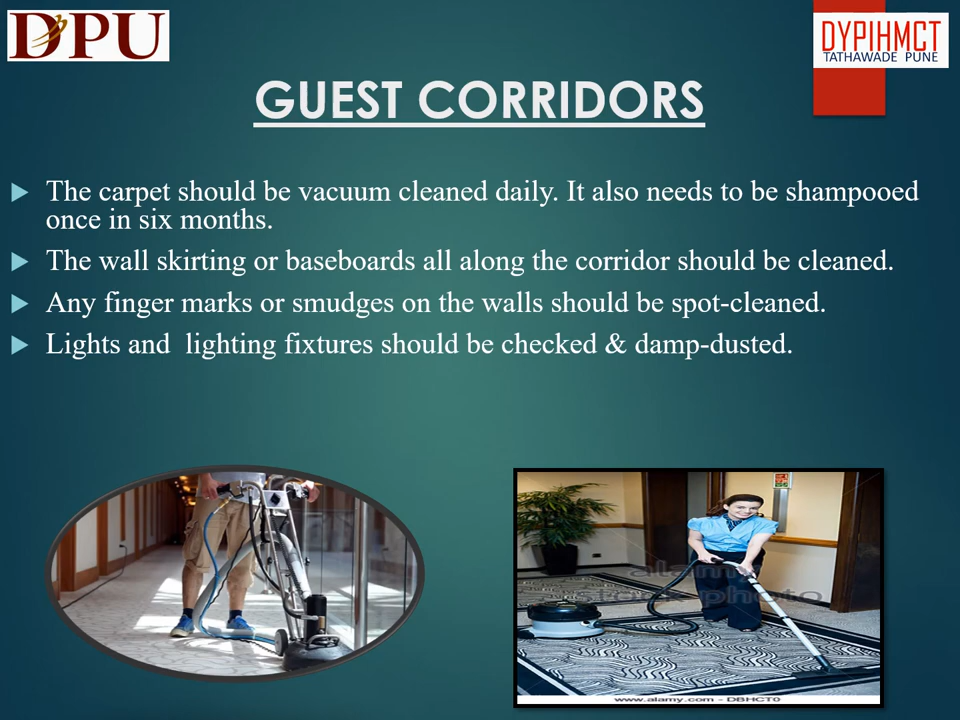 DPU
DYPIHMCT
TATHAWADE PUNE
GUEST CORRIDORS
The carpet should be vacuum cleaned daily. It also needs to be shampooed
once in six months.
The wall skirting or baseboards all along the corridor should be cleaned.
Any finger marks or smudges on the walls should be spot-cleaned.
Lights and  lighting fixtures should be checked & damp-dusted.
alamy
stock photo
www.alamy.com - DBHCT0